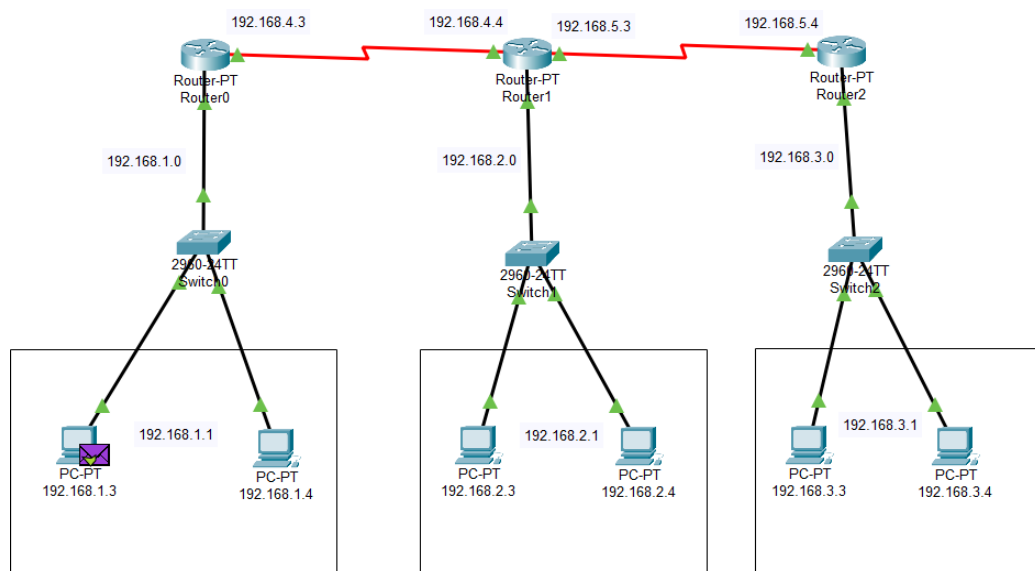 192.168.4.3
192.168.4.4
192.168.5.3
192.168.5.4
Router-PT
Router0
Router-PT
Router1
Router-PT
Router2
192.168.1.0
192.168.2.0
192.168.3.0
2960-24TT
Switch0
2960-24TT
Switch1
2960-24TT
Switch2
192.168.1.1
192.168.2.1
192.168.3.1
PC-PT
192.168.1.3
PC-PT
192.168.1.4
PC-PT
192.168.2.3
PC-PT
192.168.2.4
PC-PT
192.168.3.3
PC-PT
192.168.3.4